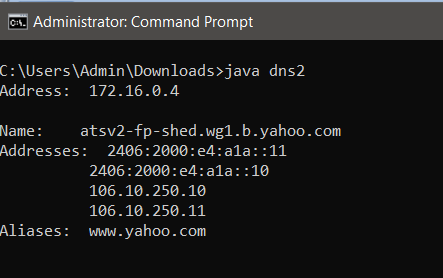 Administrator: Command Prompt
C:\Users\Admin\Downloads>java dns2
Address:  172.16.0.4
Name:    atsv2-fp-shed.wg1.b.yahoo.com
Addresses:  2406:2000:e4:a1a::11
2406:2000:e4:a1a::10
106.10.250.10
106.10.250.11
Aliases:  www.yahoo.com